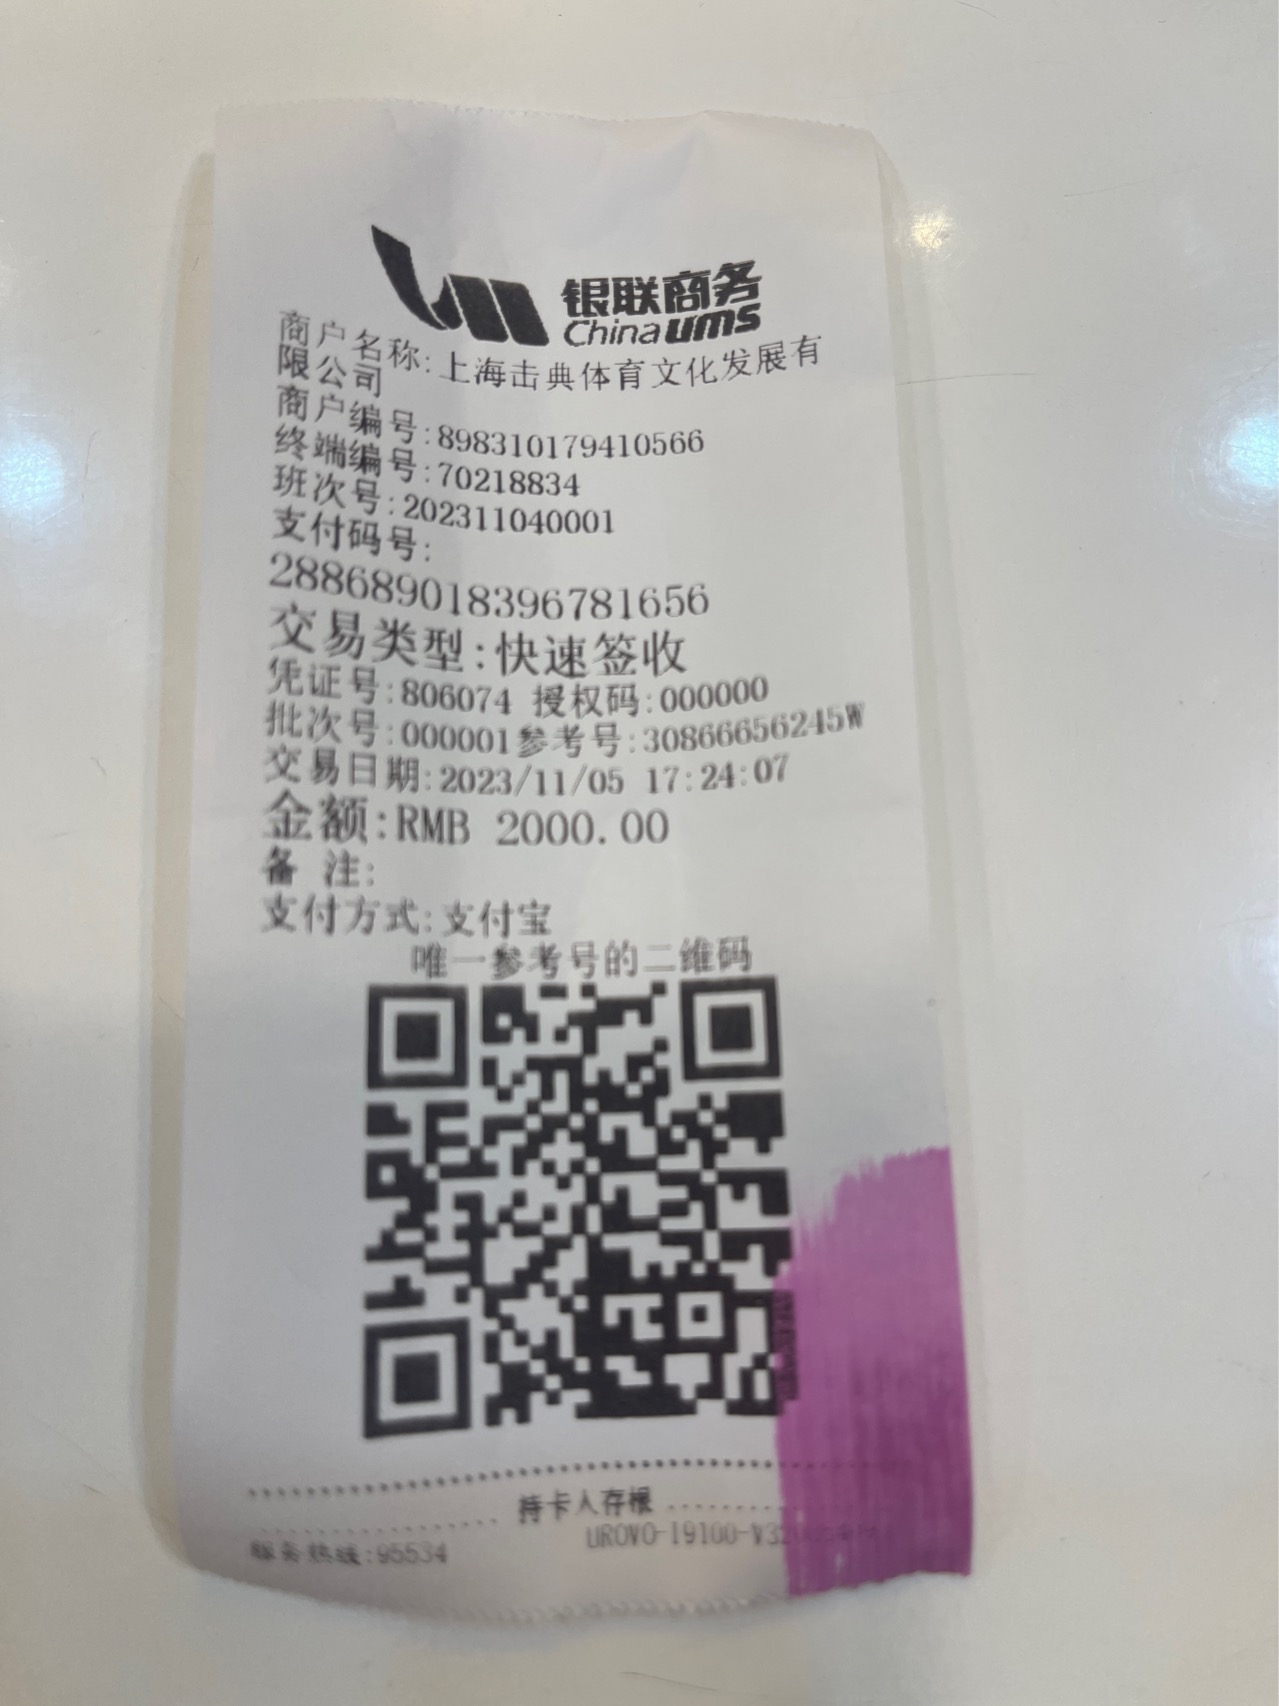 银联商务
China ums
商户名称:上海击典体育文化发展有
限公司
商户编号:898310179410566
终端编号:70218834
班次号:202311040001
支付码号:
288689018396781656
交易类型:快速签收
凭证号:806074 授权码:000000
批次号:000001参考号:30866656245W
交易日期:2023/11/05 17:24:07
金额:RMB 2000.00
备 注:
支付方式:支付宝
唯一参考号的二维码
持卡人存根
UROVO-I9100-V32
服务热线:95534